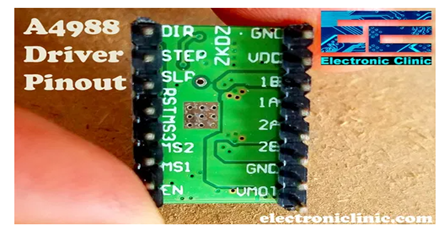 A4988
Driver
Pinout
DIR
STEP
SLP
RST
MS3
MS2
MS1
EN
ZQXZ
GND
VDD
1B
1A
2A
2B
GND
VMOT
Electronic Clinic
electroniclinic.com